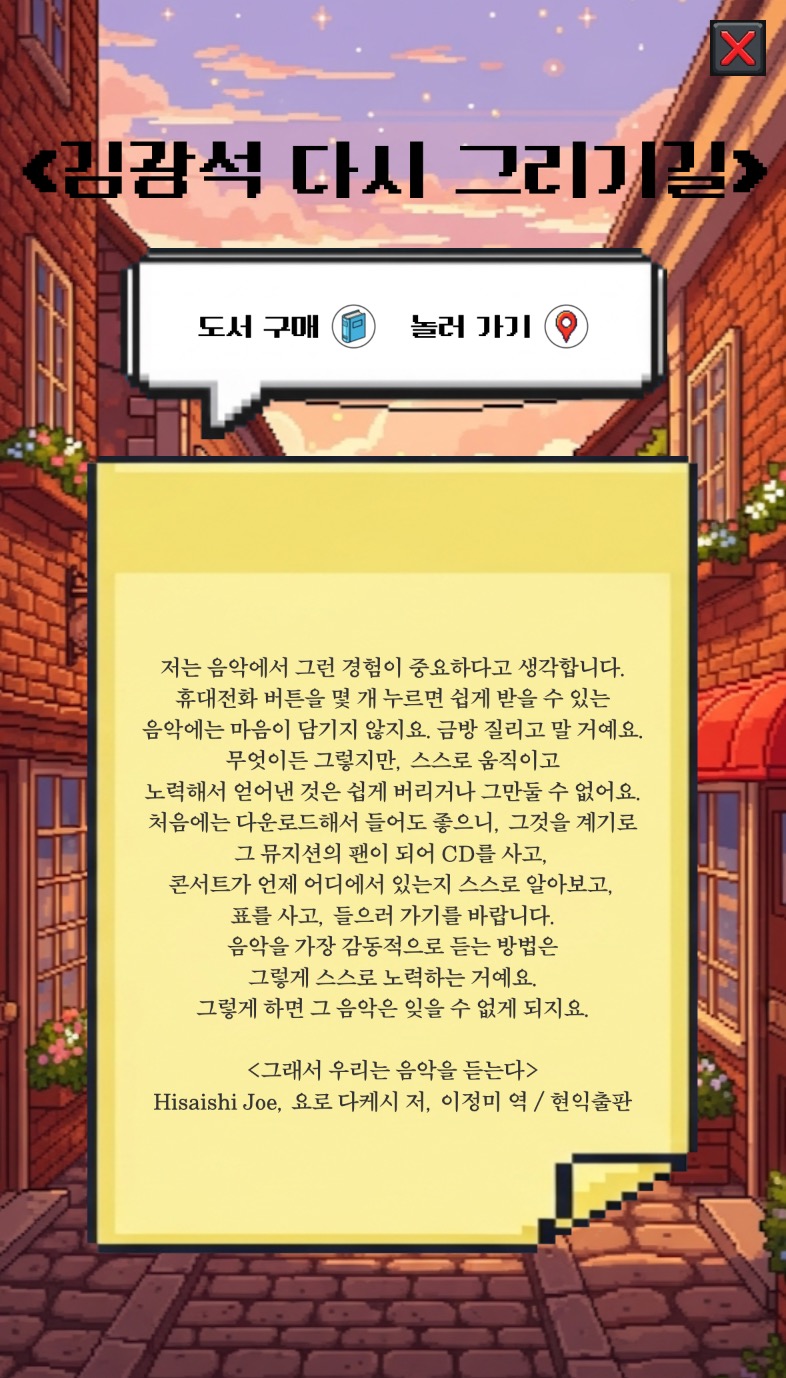 <김광석 다시 그리기길>
도서 구매 놀러 가기
저는 음악에서 그런 경험이 중요하다고 생각합니다.
휴대전화 버튼을 몇 개 누르면 쉽게 받을 수 있는
음악에는 마음이 담기지 않지요. 금방 질리고 말 거예요.
무엇이든 그렇지만, 스스로 움직이고
노력해서 얻어낸 것은 쉽게 버리거나 그만둘 수 없어요.
처음에는 다운로드해서 들어도 좋으니, 그것을 계기로
그 뮤지션의 팬이 되어 CD를 사고,
콘서트가 언제 어디에서 있는지 스스로 알아보고,
표를 사고, 들으러 가기를 바랍니다.
음악을 가장 감동적으로 듣는 방법은
그렇게 스스로 노력하는 거예요.
그렇게 하면 그 음악은 잊을 수 없게 되지요.
<그래서 우리는 음악을 듣는다>
Hisaishi Joe, 요로 다케시 저, 이정미 역 / 현익출판